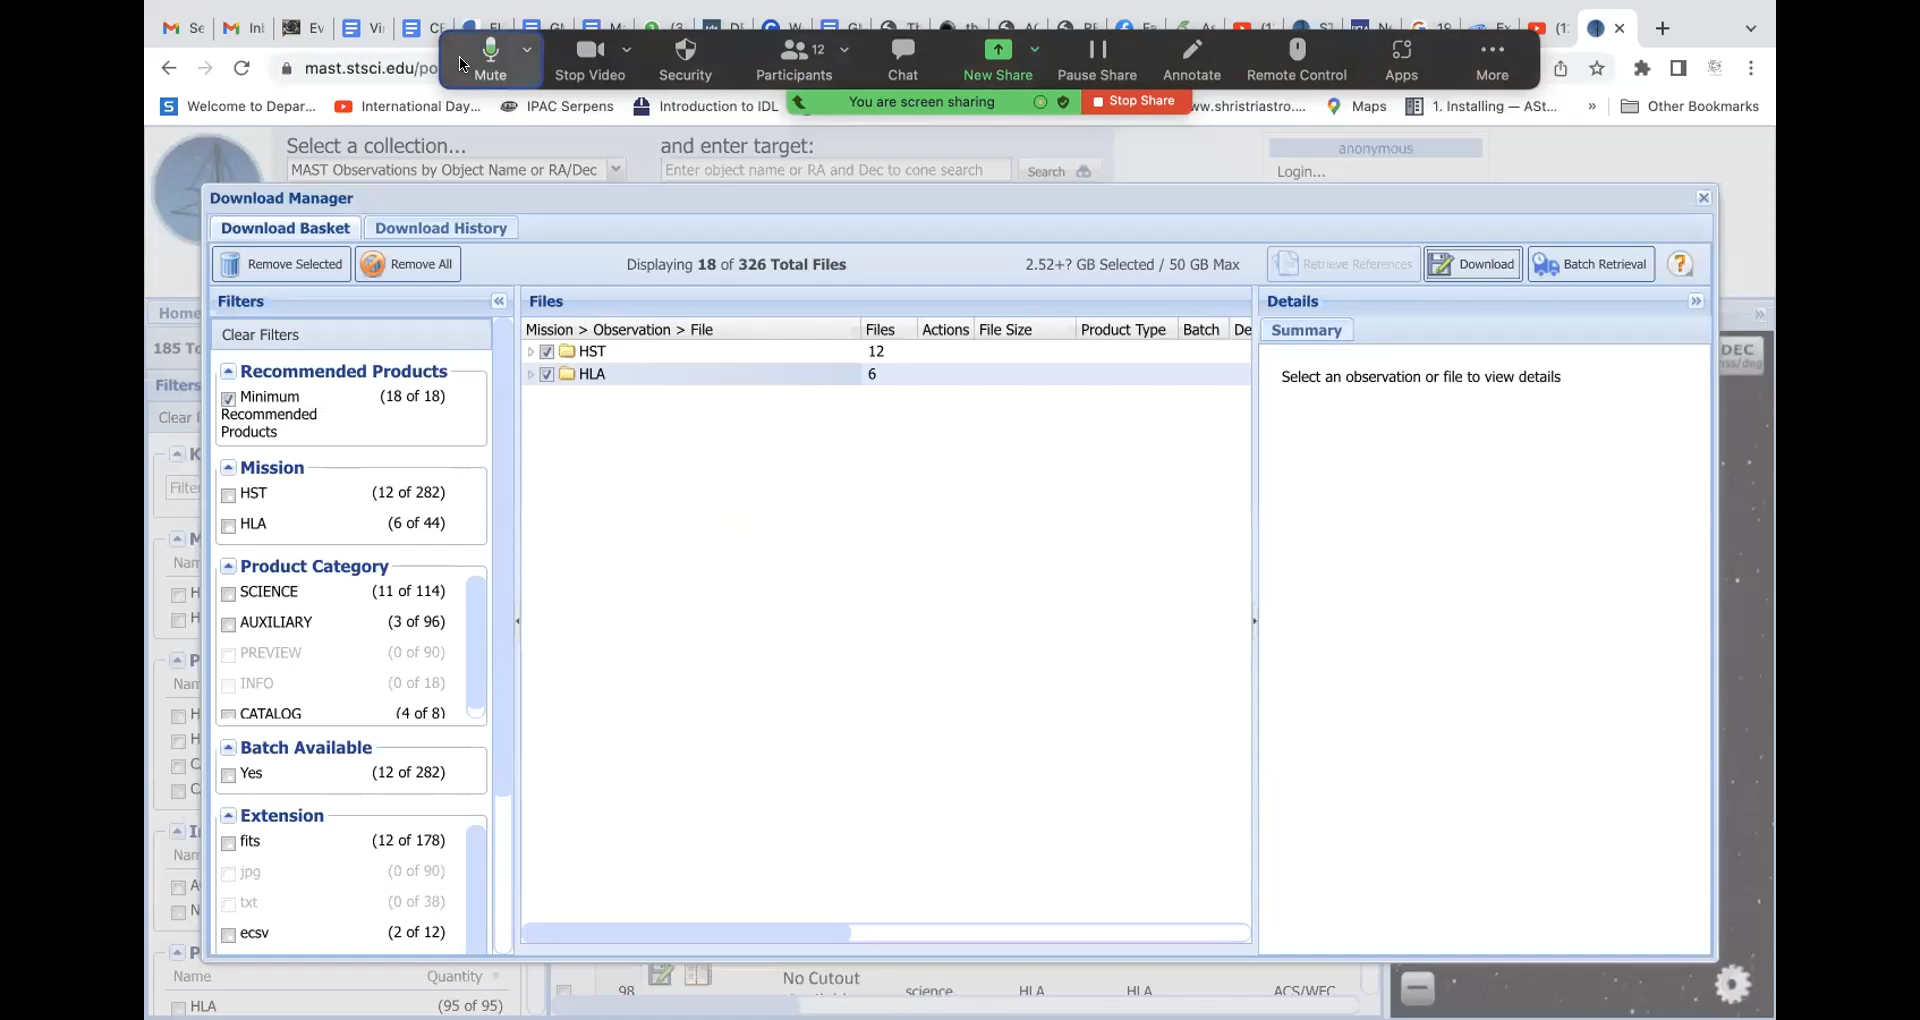 Mute
Stop Video
Security
12
Participants
Chat
New Share
Pause Share
Annotate
Remote Control
Apps
More
mast.stsci.edu/po
You are screen sharing
Stop Share
Welcome to Depar...
International Day...
IPAC Serpens
Introduction to IDL
ww.shristriastro....
Maps
1. Installing — ASt...
»
Other Bookmarks
Select a collection...
and enter target:
anonymous
MAST Observations by Object Name or RA/Dec
Enter object name or RA and Dec to cone search
Search
Login...
Download Manager
Download Basket
Download History
Remove Selected
Remove All
Displaying 18 of 326 Total Files
2.52+? GB Selected / 50 GB Max
Retrieve References
Download
Batch Retrieval
Filters
Files
Details
Clear Filters
Mission > Observation > File
Files
Actions
File Size
Product Type
Batch
De
Summary
HST
12
HLA
6
Select an observation or file to view details
Recommended Products
Minimum Recommended Products
(18 of 18)
Mission
HST
(12 of 282)
HLA
(6 of 44)
Product Category
SCIENCE
(11 of 114)
AUXILIARY
(3 of 96)
PREVIEW
(0 of 90)
INFO
(0 of 18)
CATALOG
(4 of 8)
Batch Available
Yes
(12 of 282)
Extension
fits
(12 of 178)
jpg
(0 of 90)
txt
(0 of 38)
ecsv
(2 of 12)
Home
185 To
Filters
Clear F
Filte
Nam
DEC
Name
Quantity
HLA
(95 of 95)
98
No Cutout
science
HLA
HLA
ACS/WFC